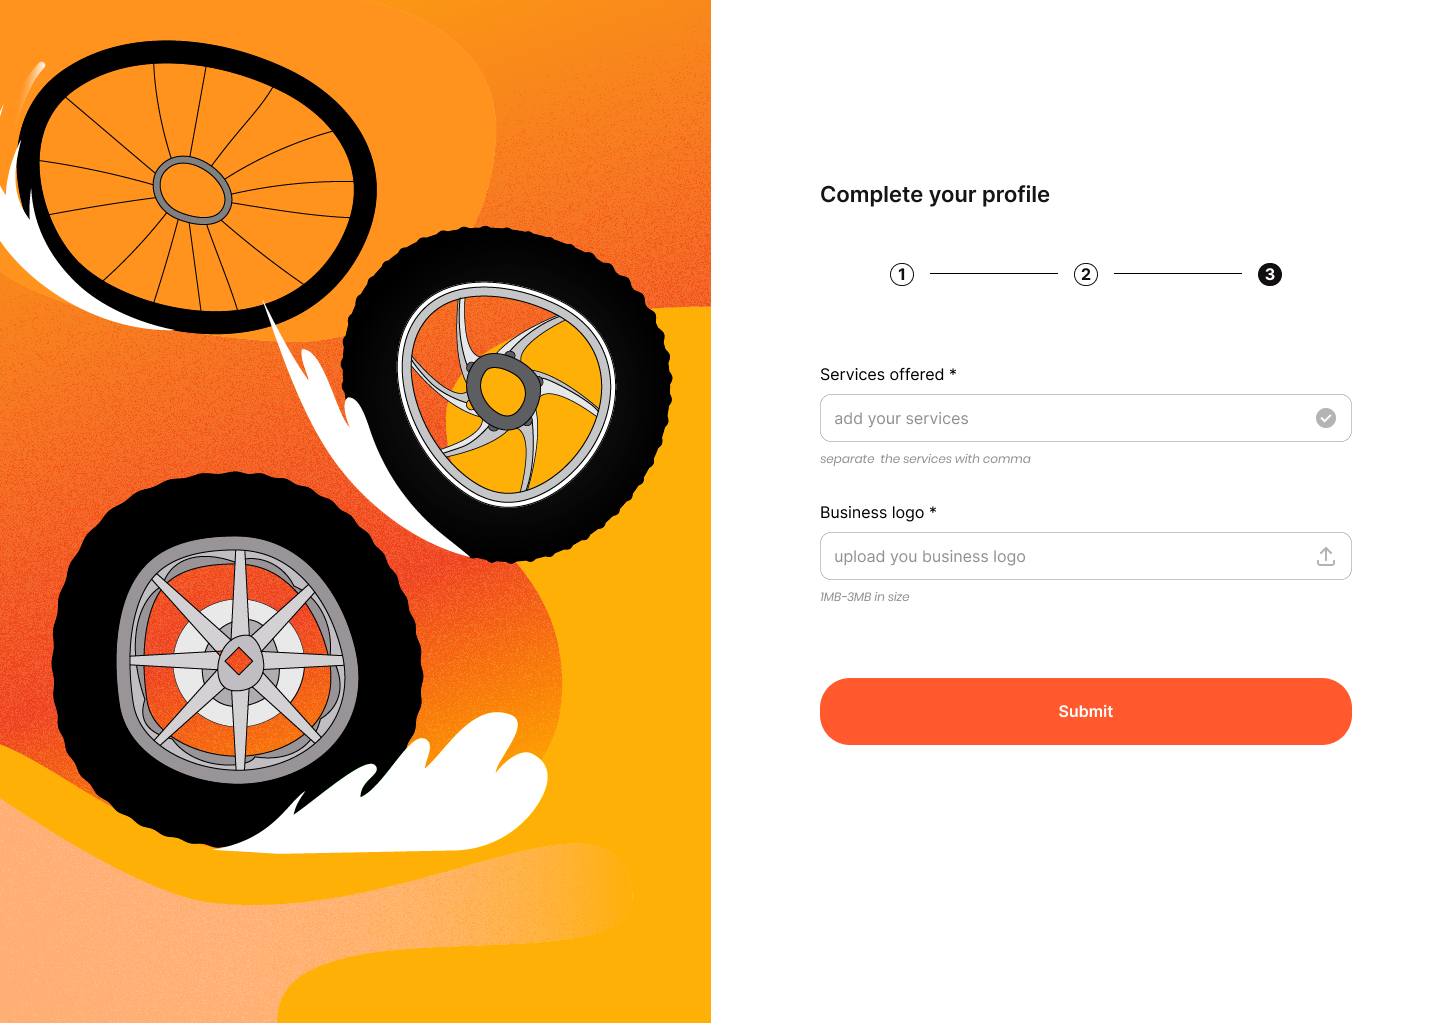 Complete your profile
1 2 3
Services offered *
add your services
separate  the services with comma
Business logo *
upload you business logo
1MB-3MB in size
Submit